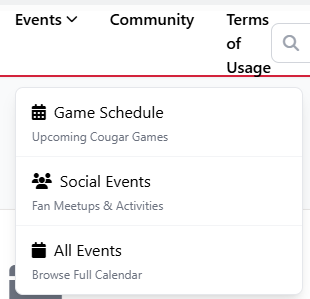 Events Community Terms
of
Usage
Game Schedule
Upcoming Cougar Games
Social Events
Fan Meetups & Activities
All Events
Browse Full Calendar